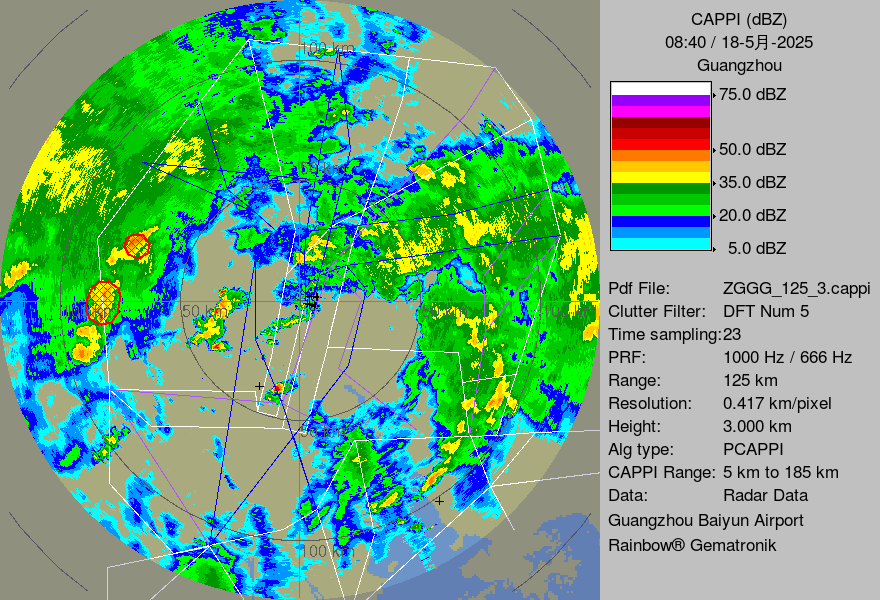 CAPPI (dBZ)
08:40 / 18-5月-2025
Guangzhou
75.0 dBZ
50.0 dBZ
35.0 dBZ
20.0 dBZ
5.0 dBZ
Pdf File: ZGGG_125_3.cappi
Clutter Filter: DFT Num 5
Time sampling:23
PRF: 1000 Hz / 666 Hz
Range: 125 km
Resolution: 0.417 km/pixel
Height: 3.000 km
Alg type: PCAPPI
CAPPI Range: 5 km to 185 km
Data: Radar Data
Guangzhou Baiyun Airport
Rainbow® Gematronik
100 km
50 km
50 km
100 km